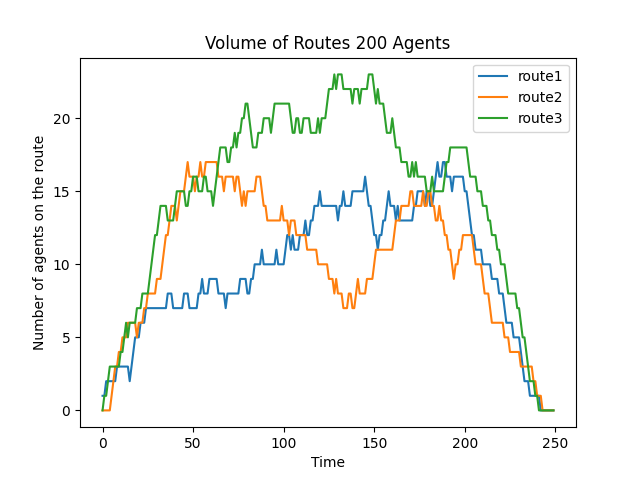 Volume of Routes 200 Agents
route1
route2
route3
Number of agents on the route
20
15
10
5
0
0 50 100 150 200 250
Time